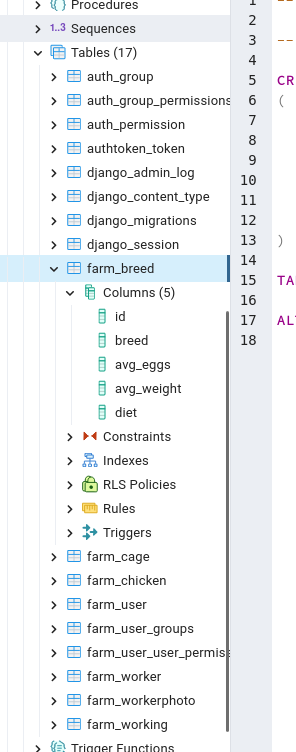 Procedures
1..3 Sequences
Tables (17)
auth_group
auth_group_permissions
auth_permission
authtoken_token
django_admin_log
django_content_type
django_migrations
django_session
farm_breed
Columns (5)
id
breed
avg_eggs
avg_weight
diet
Constraints
Indexes
RLS Policies
Rules
Triggers
farm_cage
farm_chicken
farm_user
farm_user_groups
farm_user_user_permis
farm_worker
farm_workerphoto
farm_working
Trigger Functions
1 --
2
3 --
4
5 CR
6 (
7
8
9
10
11
12
13 )
14
15 TA
16
17 AL
18